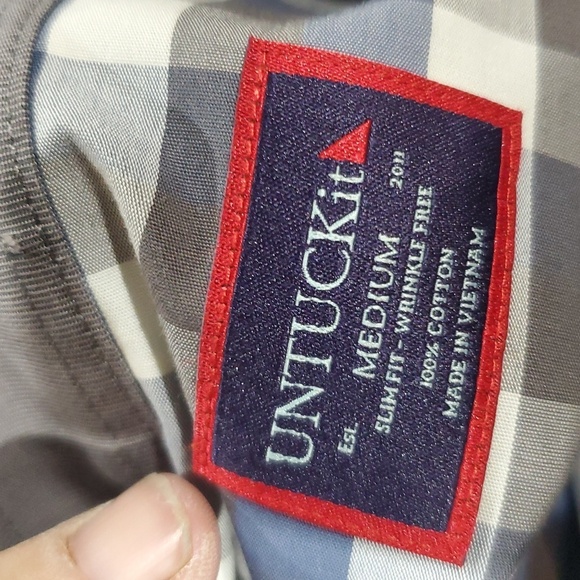 UNTUCKit
Est. MEDIUM 2011
SLIM FIT - WRINKLE FREE
100% COTTON
MADE IN VIETNAM